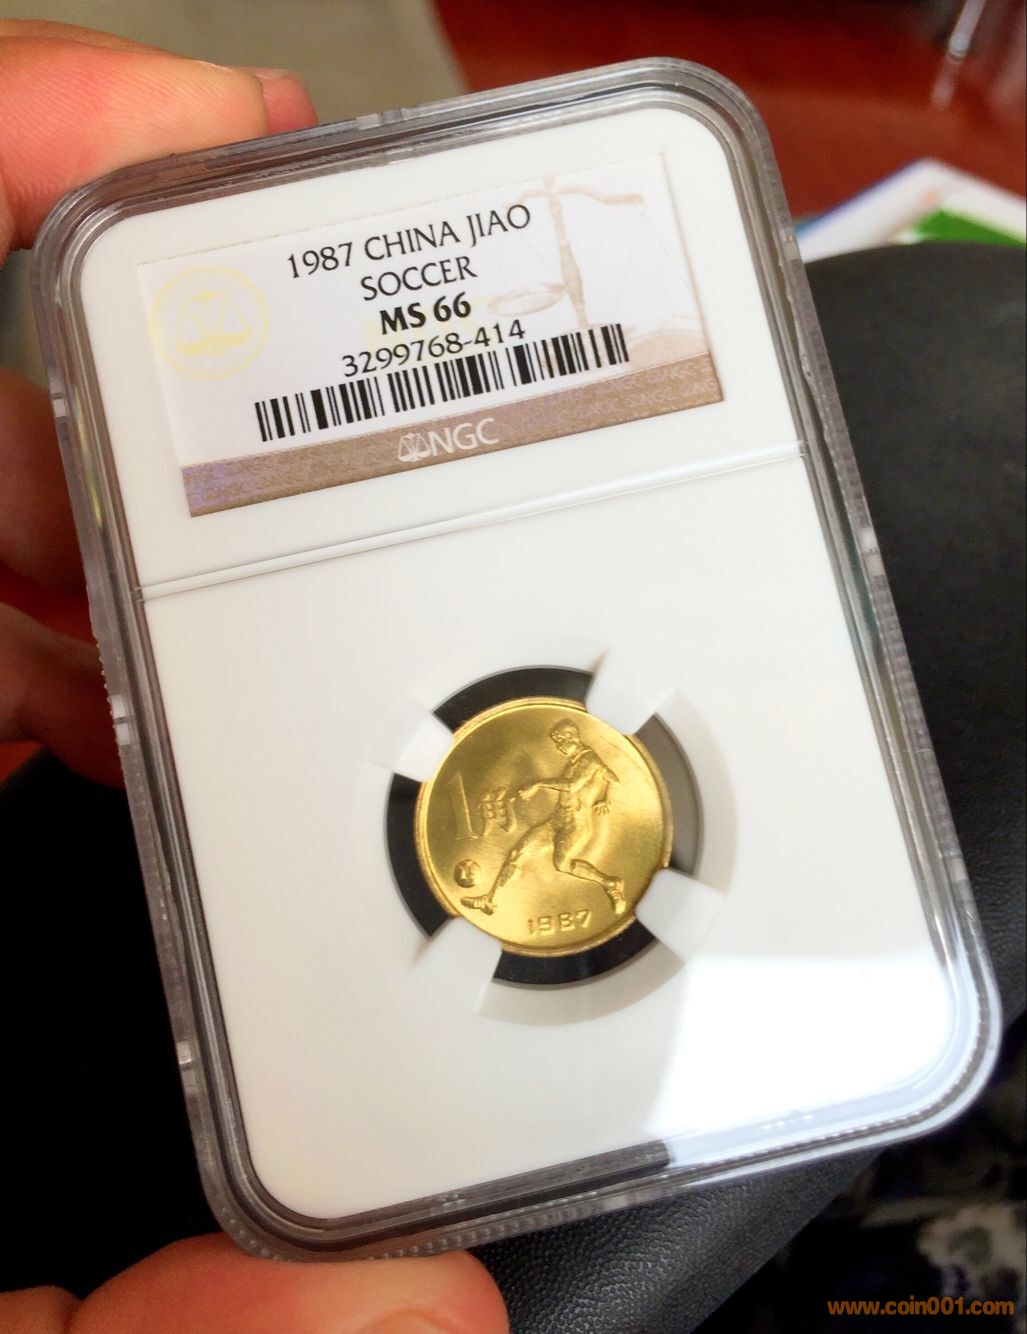 1987 CHINA JIAO
SOCCER
MS 66
3299768-414
NGC
1角
1987
www.coin001.com